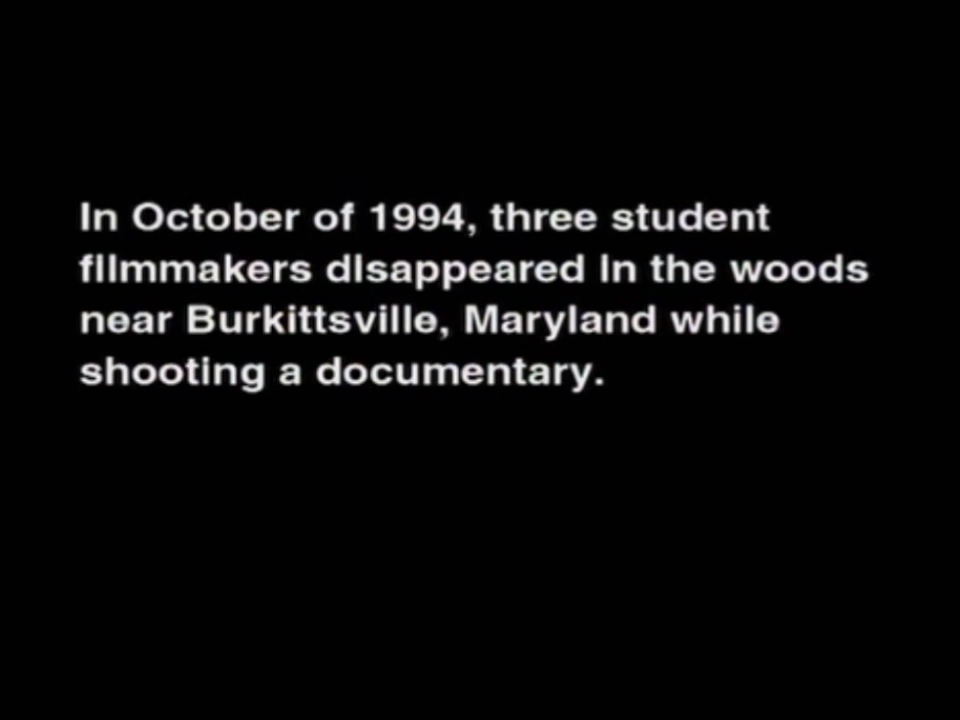 In October of 1994, three student
filmmakers disappeared in the woods
near Burkittsville, Maryland while
shooting a documentary.